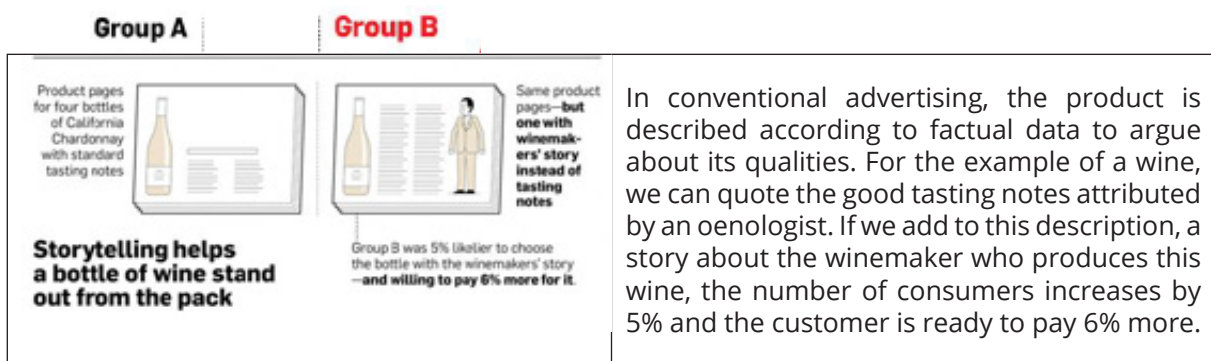 Group A
Group B
Product pages
for four bottles
of California
Chardonnay
with standard
tasting notes
Same product
pages—but
one with
winemak-
ers' story
instead of
tasting
notes
Storytelling helps
a bottle of wine stand
out from the pack
Group B was 5% likelier to choose
the bottle with the winemakers' story
—and willing to pay 6% more for it.
In conventional advertising, the product is
described according to factual data to argue
about its qualities. For the example of a wine,
we can quote the good tasting notes attributed
by an oenologist. If we add to this description, a
story about the winemaker who produces this
wine, the number of consumers increases by
5% and the customer is ready to pay 6% more.